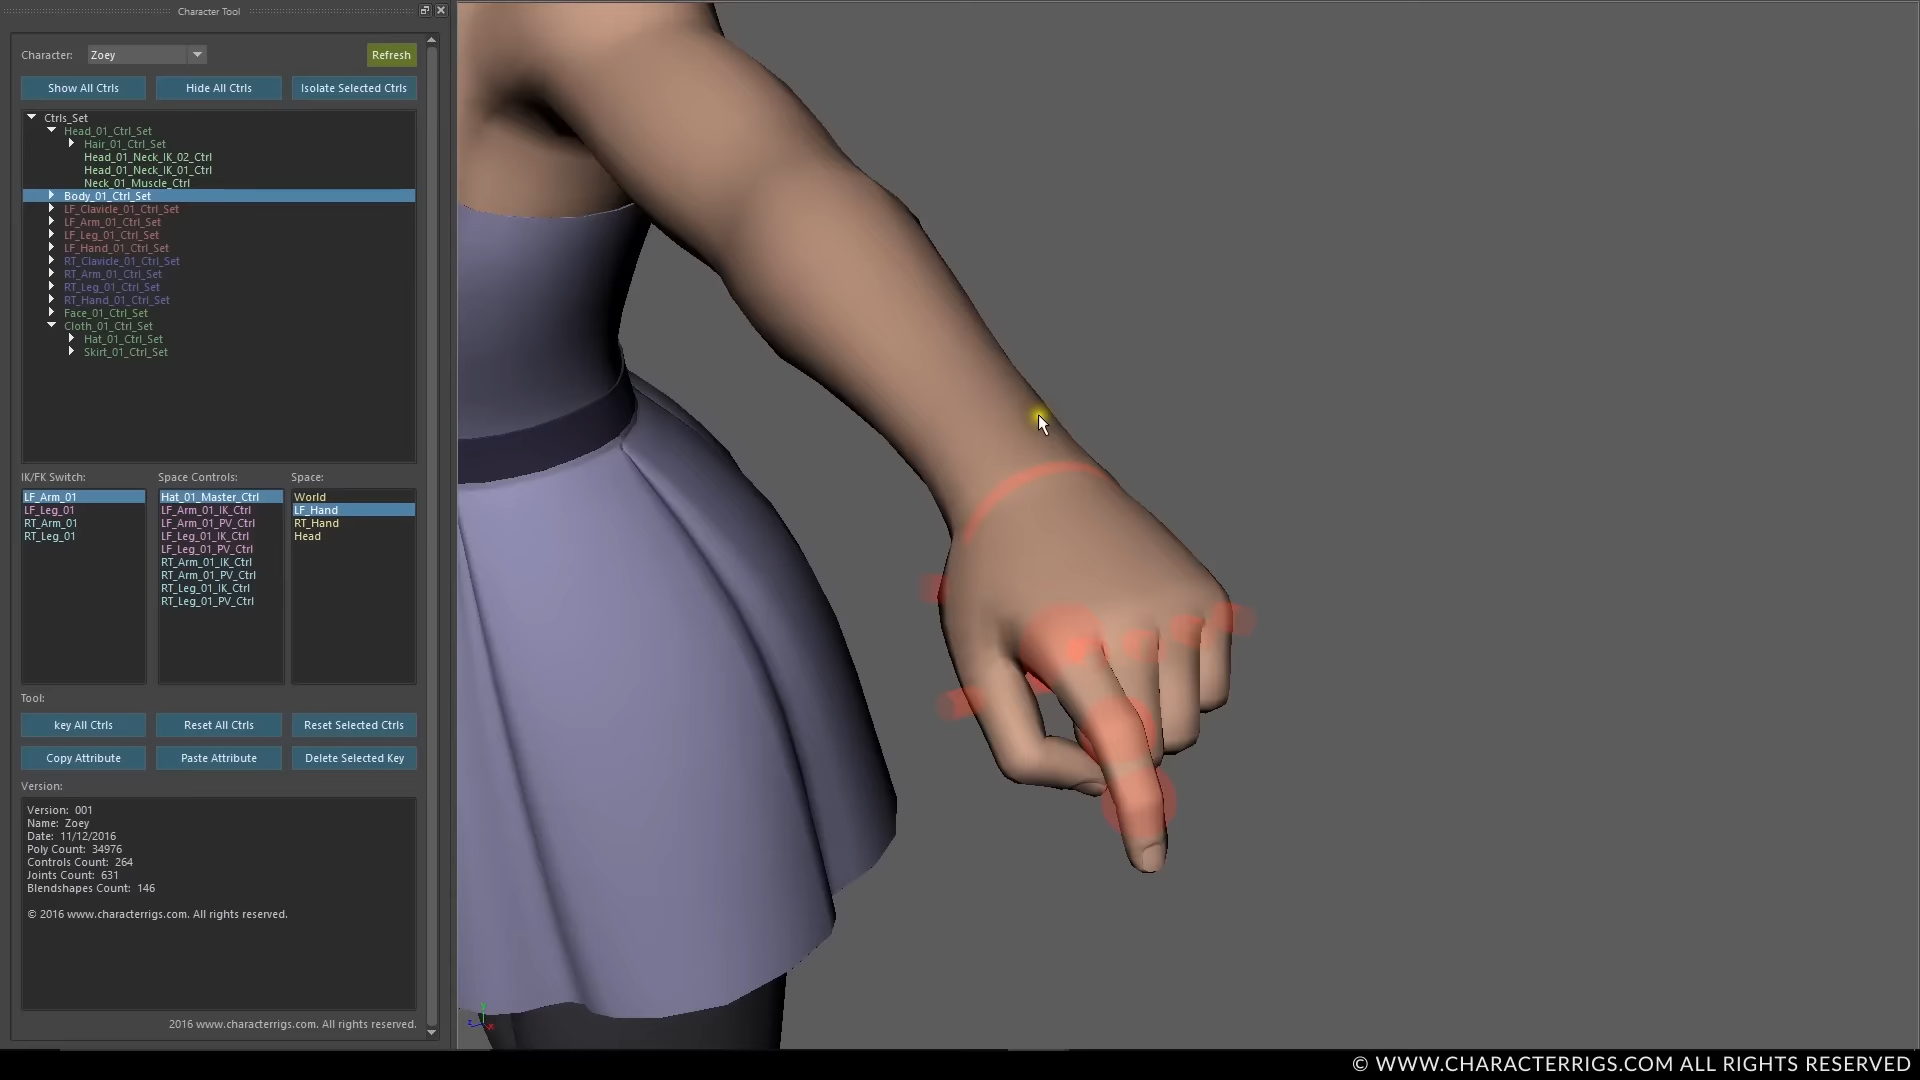 Character Tool
Character: Zoey Refresh
Show All Ctrls Hide All Ctrls Isolate Selected Ctrls
Ctrls_Set
Head_01_Ctrl_Set
Hair_01_Ctrl_Set
Head_01_Neck_IK_02_Ctrl
Head_01_Neck_IK_01_Ctrl
Neck_01_Muscle_Ctrl
Body_01_Ctrl_Set
LF_Clavicle_01_Ctrl_Set
LF_Arm_01_Ctrl_Set
LF_Leg_01_Ctrl_Set
LF_Hand_01_Ctrl_Set
RT_Clavicle_01_Ctrl_Set
RT_Arm_01_Ctrl_Set
RT_Leg_01_Ctrl_Set
RT_Hand_01_Ctrl_Set
Face_01_Ctrl_Set
Cloth_01_Ctrl_Set
Hat_01_Ctrl_Set
Skirt_01_Ctrl_Set
IK/FK Switch:
LF_Arm_01
LF_Leg_01
RT_Arm_01
RT_Leg_01
Space Controls:
Hat_01_Master_Ctrl
LF_Arm_01_IK_Ctrl
LF_Arm_01_PV_Ctrl
LF_Leg_01_IK_Ctrl
LF_Leg_01_PV_Ctrl
RT_Arm_01_IK_Ctrl
RT_Arm_01_PV_Ctrl
RT_Leg_01_IK_Ctrl
RT_Leg_01_PV_Ctrl
Space:
World
LF_Hand
RT_Hand
Head
Tool:
key All Ctrls Reset All Ctrls Reset Selected Ctrls
Copy Attribute Paste Attribute Delete Selected Key
Version:
Version: 001
Name: Zoey
Date: 11/12/2016
Poly Count: 34976
Controls Count: 264
Joints Count: 631
Blendshapes Count: 146
© 2016 www.characterrigs.com. All rights reserved.
2016 www.characterrigs.com. All rights reserved.
© WWW.CHARACTERRIGS.COM ALL RIGHTS RESERVED